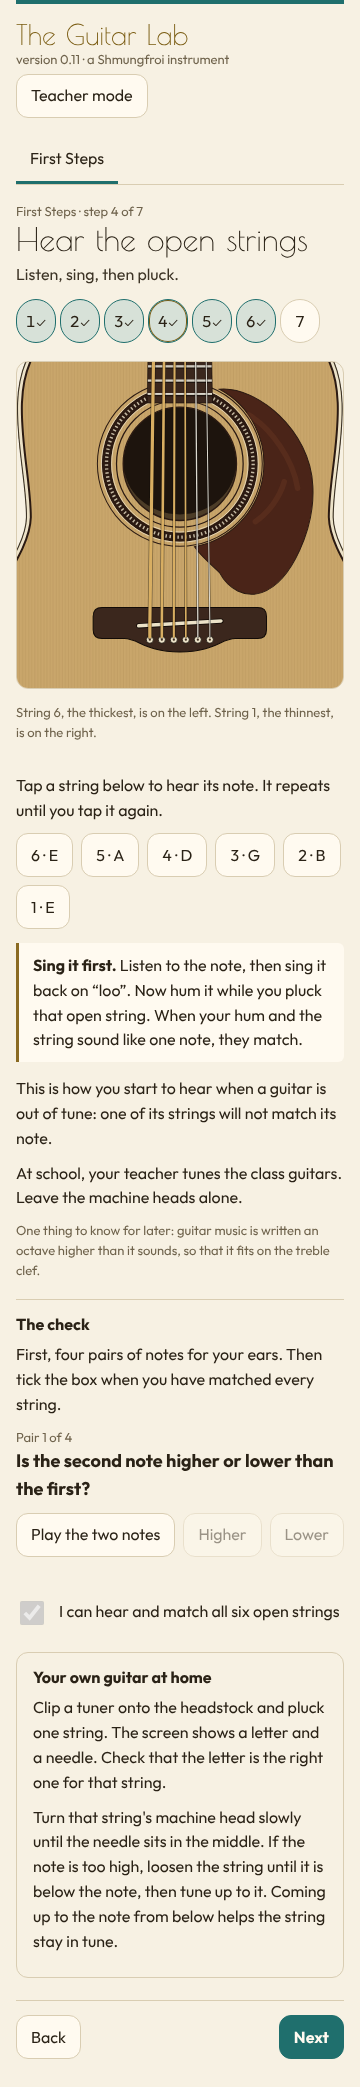 The Guitar Lab
version 0.11 · a Shmungfroi instrument
Teacher mode
First Steps
First Steps · step 4 of 7
Hear the open strings
Listen, sing, then pluck.
1✓ 2✓ 3✓ 4✓ 5✓ 6✓ 7
String 6, the thickest, is on the left. String 1, the thinnest,
is on the right.
Tap a string below to hear its note. It repeats
until you tap it again.
6 · E 5 · A 4 · D 3 · G 2 · B
1 · E
Sing it first. Listen to the note, then sing it
back on “loo”. Now hum it while you pluck
that open string. When your hum and the
string sound like one note, they match.
This is how you start to hear when a guitar is
out of tune: one of its strings will not match its
note.
At school, your teacher tunes the class guitars.
Leave the machine heads alone.
One thing to know for later: guitar music is written an
octave higher than it sounds, so that it fits on the treble
clef.
The check
First, four pairs of notes for your ears. Then
tick the box when you have matched every
string.
Pair 1 of 4
Is the second note higher or lower than
the first?
Play the two notes Higher Lower
I can hear and match all six open strings
Your own guitar at home
Clip a tuner onto the headstock and pluck
one string. The screen shows a letter and
a needle. Check that the letter is the right
one for that string.
Turn that string's machine head slowly
until the needle sits in the middle. If the
note is too high, loosen the string until it is
below the note, then tune up to it. Coming
up to the note from below helps the string
stay in tune.
Back Next